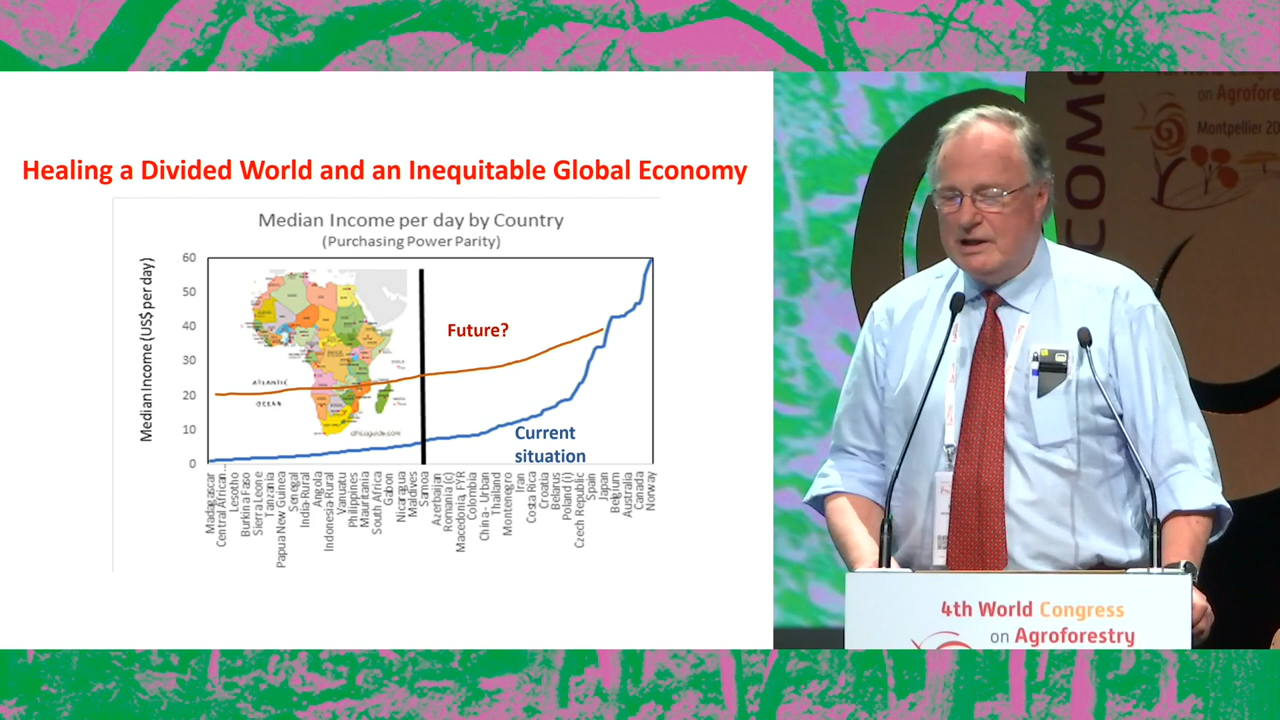 Healing a Divided World and an Inequitable Global Economy
Median Income per day by Country
(Purchasing Power Parity)
Median Income (US$ per day)
60
50
40
30
20
10
0
Future?
Current
situation
ATLANTIC
OCEAN
africaguide.com
Madagascar
Central African
Lesotho
Burkina Faso
Sierra Leone
Tanzania
Papua New Guinea
Senegal
India-Rural
Angola
Indonesia-Rural
Vanuatu
Philippines
Mauritania
South Africa
Gabon
Nicaragua
Maldives
Samoa
Azerbaijan
Romania (c)
Macedonia, FYR
Colombia
China - Urban
Thailand
Montenegro
Iran
Costa Rica
Croatia
Belarus
Poland (i)
Czech Republic
Spain
Japan
Belgium
Australia
Canada
Norway
COME
on Agrofore
Montpellier 20
4th World Congress
on Agroforestry